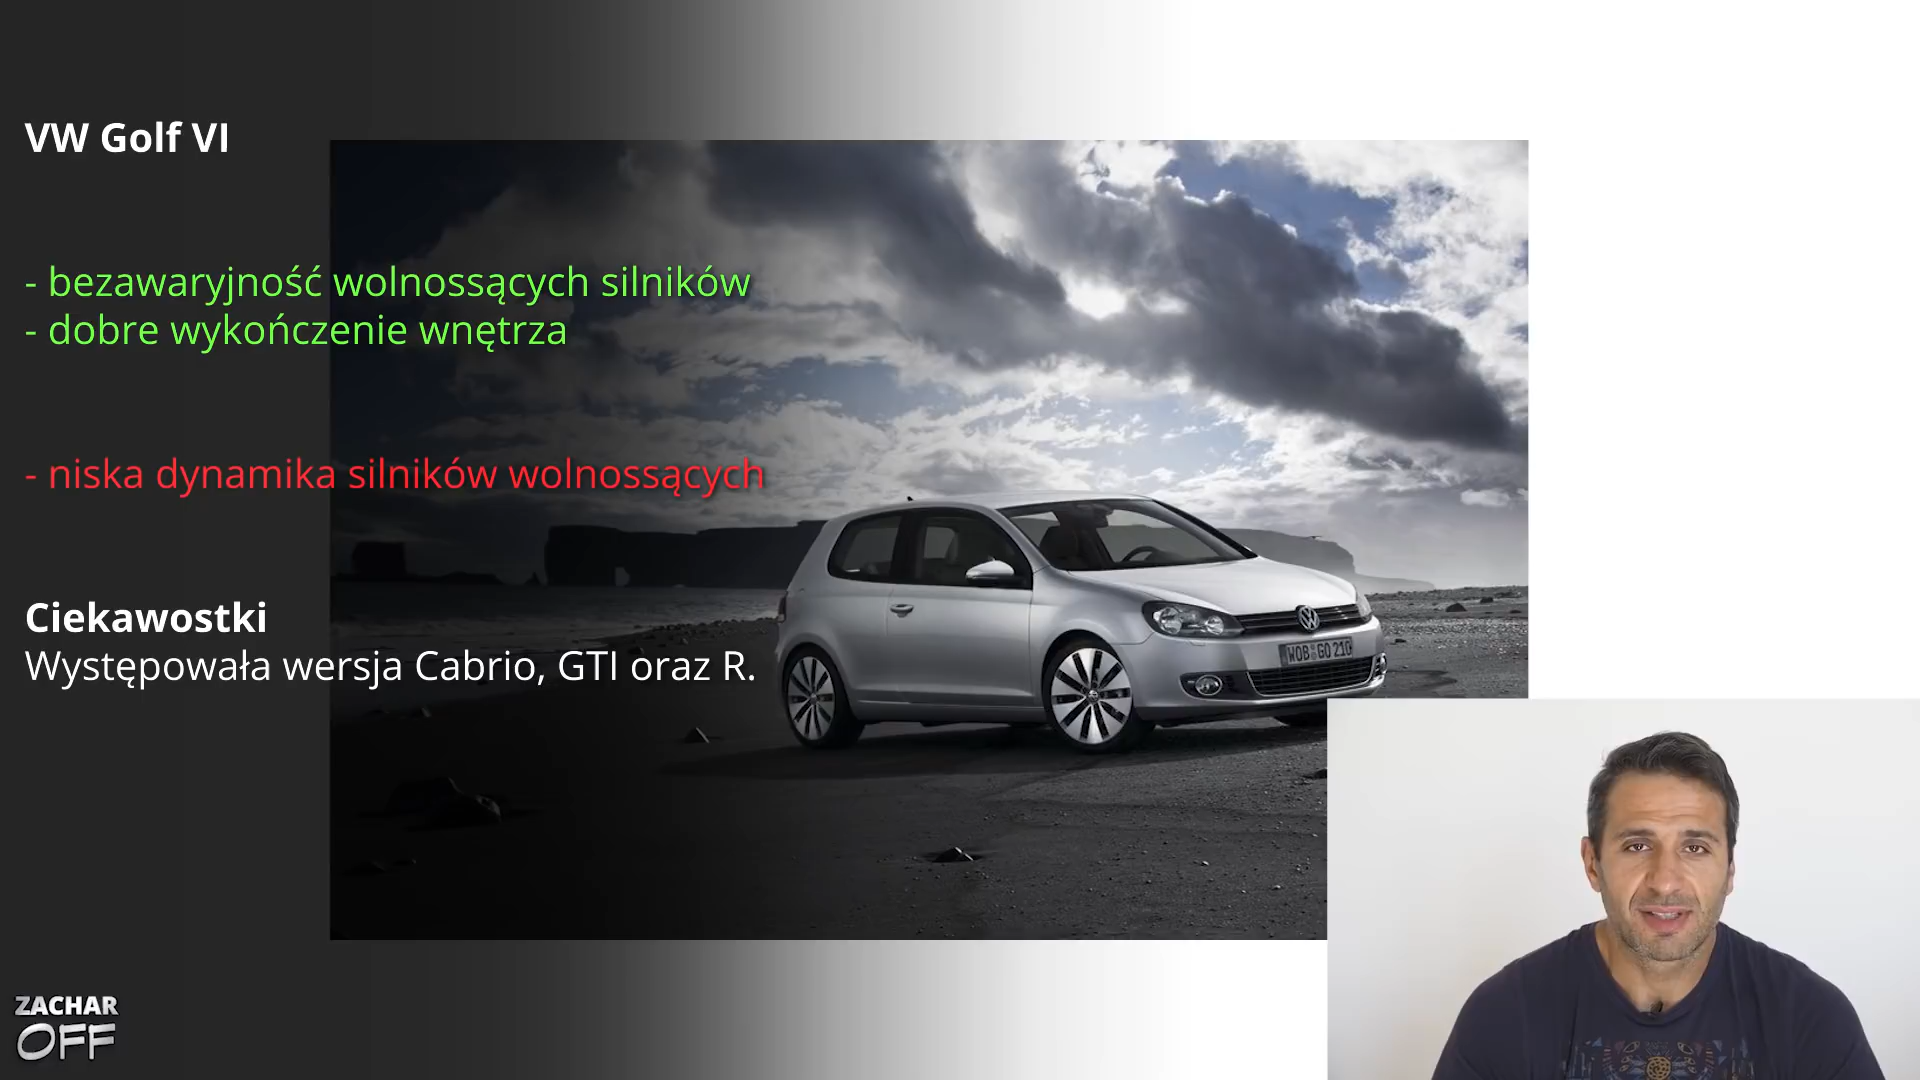 VW Golf VI
- bezawaryjność wolnossących silników
- dobre wykończenie wnętrza
- niska dynamika silników wolnossących
Ciekawostki
Występowała wersja Cabrio, GTI oraz R.
WOB GO 210
ZACHAR
OFF